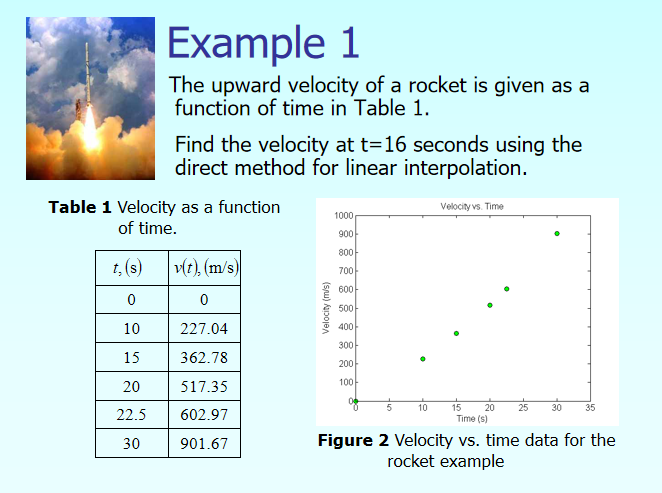 Example 1
The upward velocity of a rocket is given as a
function of time in Table 1.
Find the velocity at t=16 seconds using the
direct method for linear interpolation.
Table 1 Velocity as a function
of time.
t, (s) v(t), (m/s)
0 0
10 227.04
15 362.78
20 517.35
22.5 602.97
30 901.67
Velocity vs. Time
1000
900
800
700
600
500
400
300
200
100
0
Velocity (m/s)
0 5 10 15 20 25 30 35
Time (s)
Figure 2 Velocity vs. time data for the
rocket example